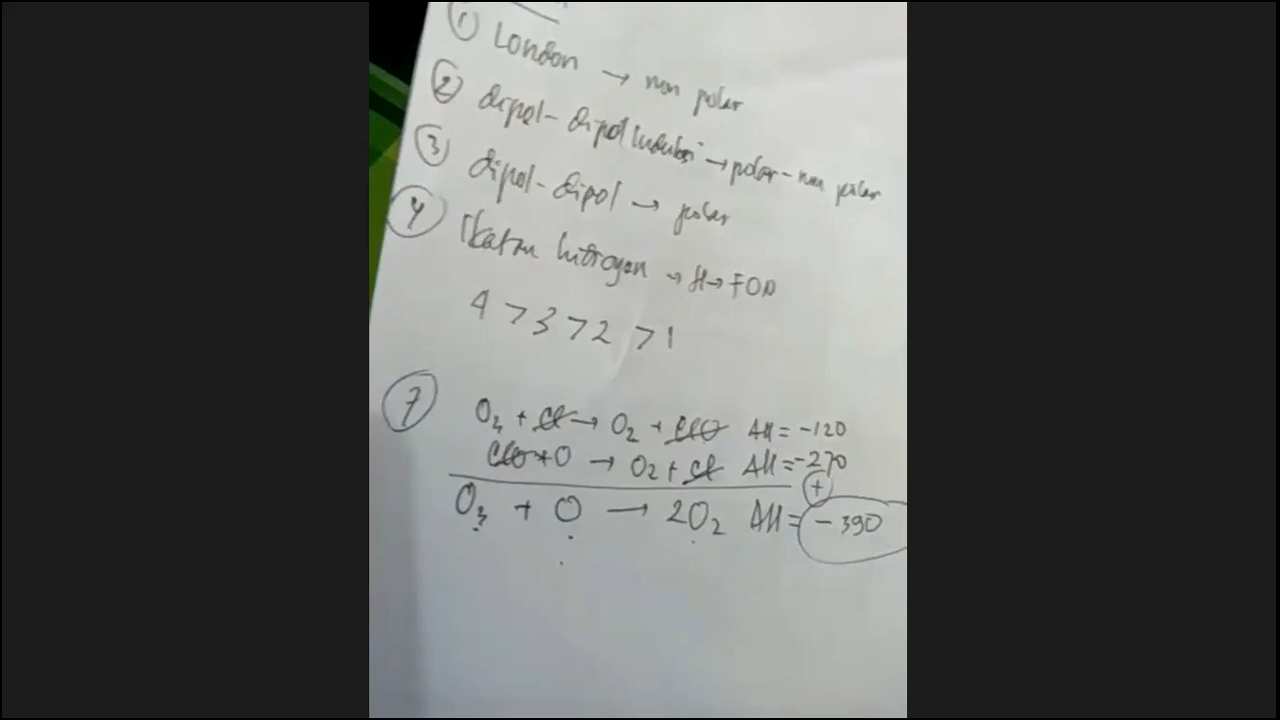 ① London → non polar
② dipol-dipol induksi → polar-non polar
③ dipol-dipol → polar
④ Ikatan hitrogen → H → FON
4 > 3 > 2 > 1
⑦ O₃ + Cl → O₂ + ClO ΔH = -120
ClO + O → O₂ + Cl ΔH = -270
+
O₃ + O → 2O₂ ΔH = -390